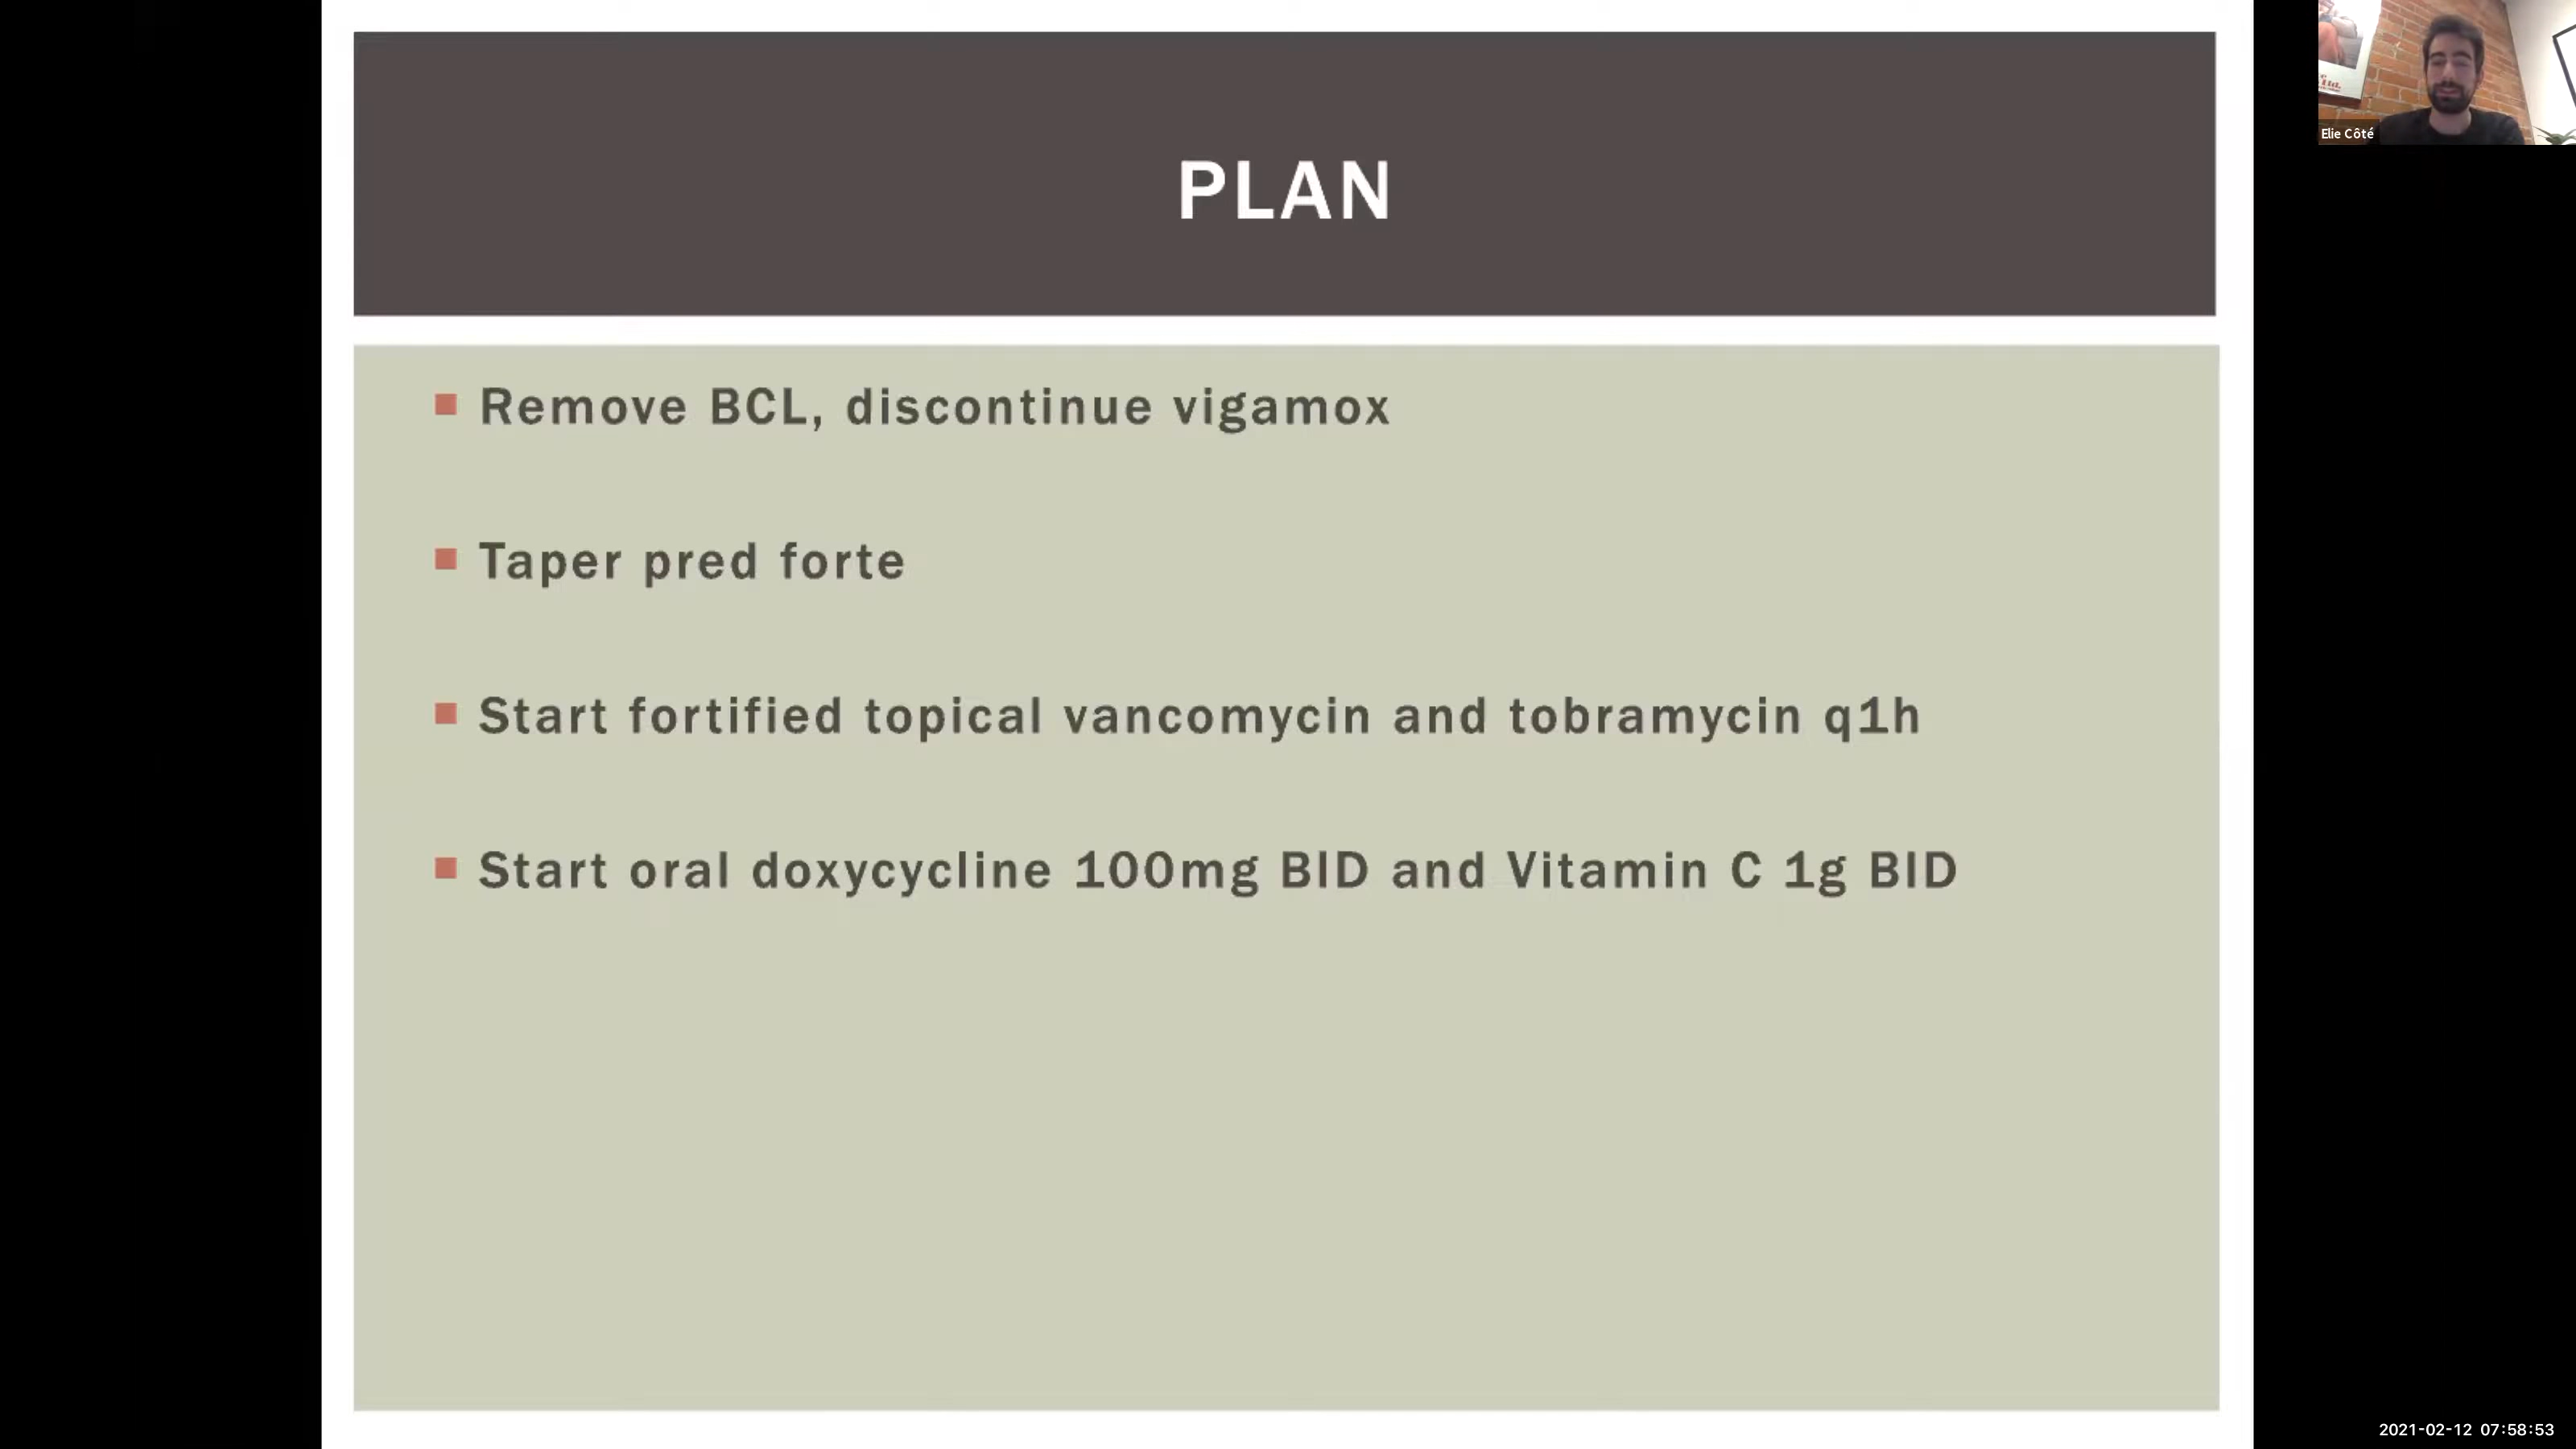 PLAN
Remove BCL, discontinue vigamox
Taper pred forte
Start fortified topical vancomycin and tobramycin q1h
Start oral doxycycline 100mg BID and Vitamin C 1g BID
Elie Côté
2021-02-12 07:58:53